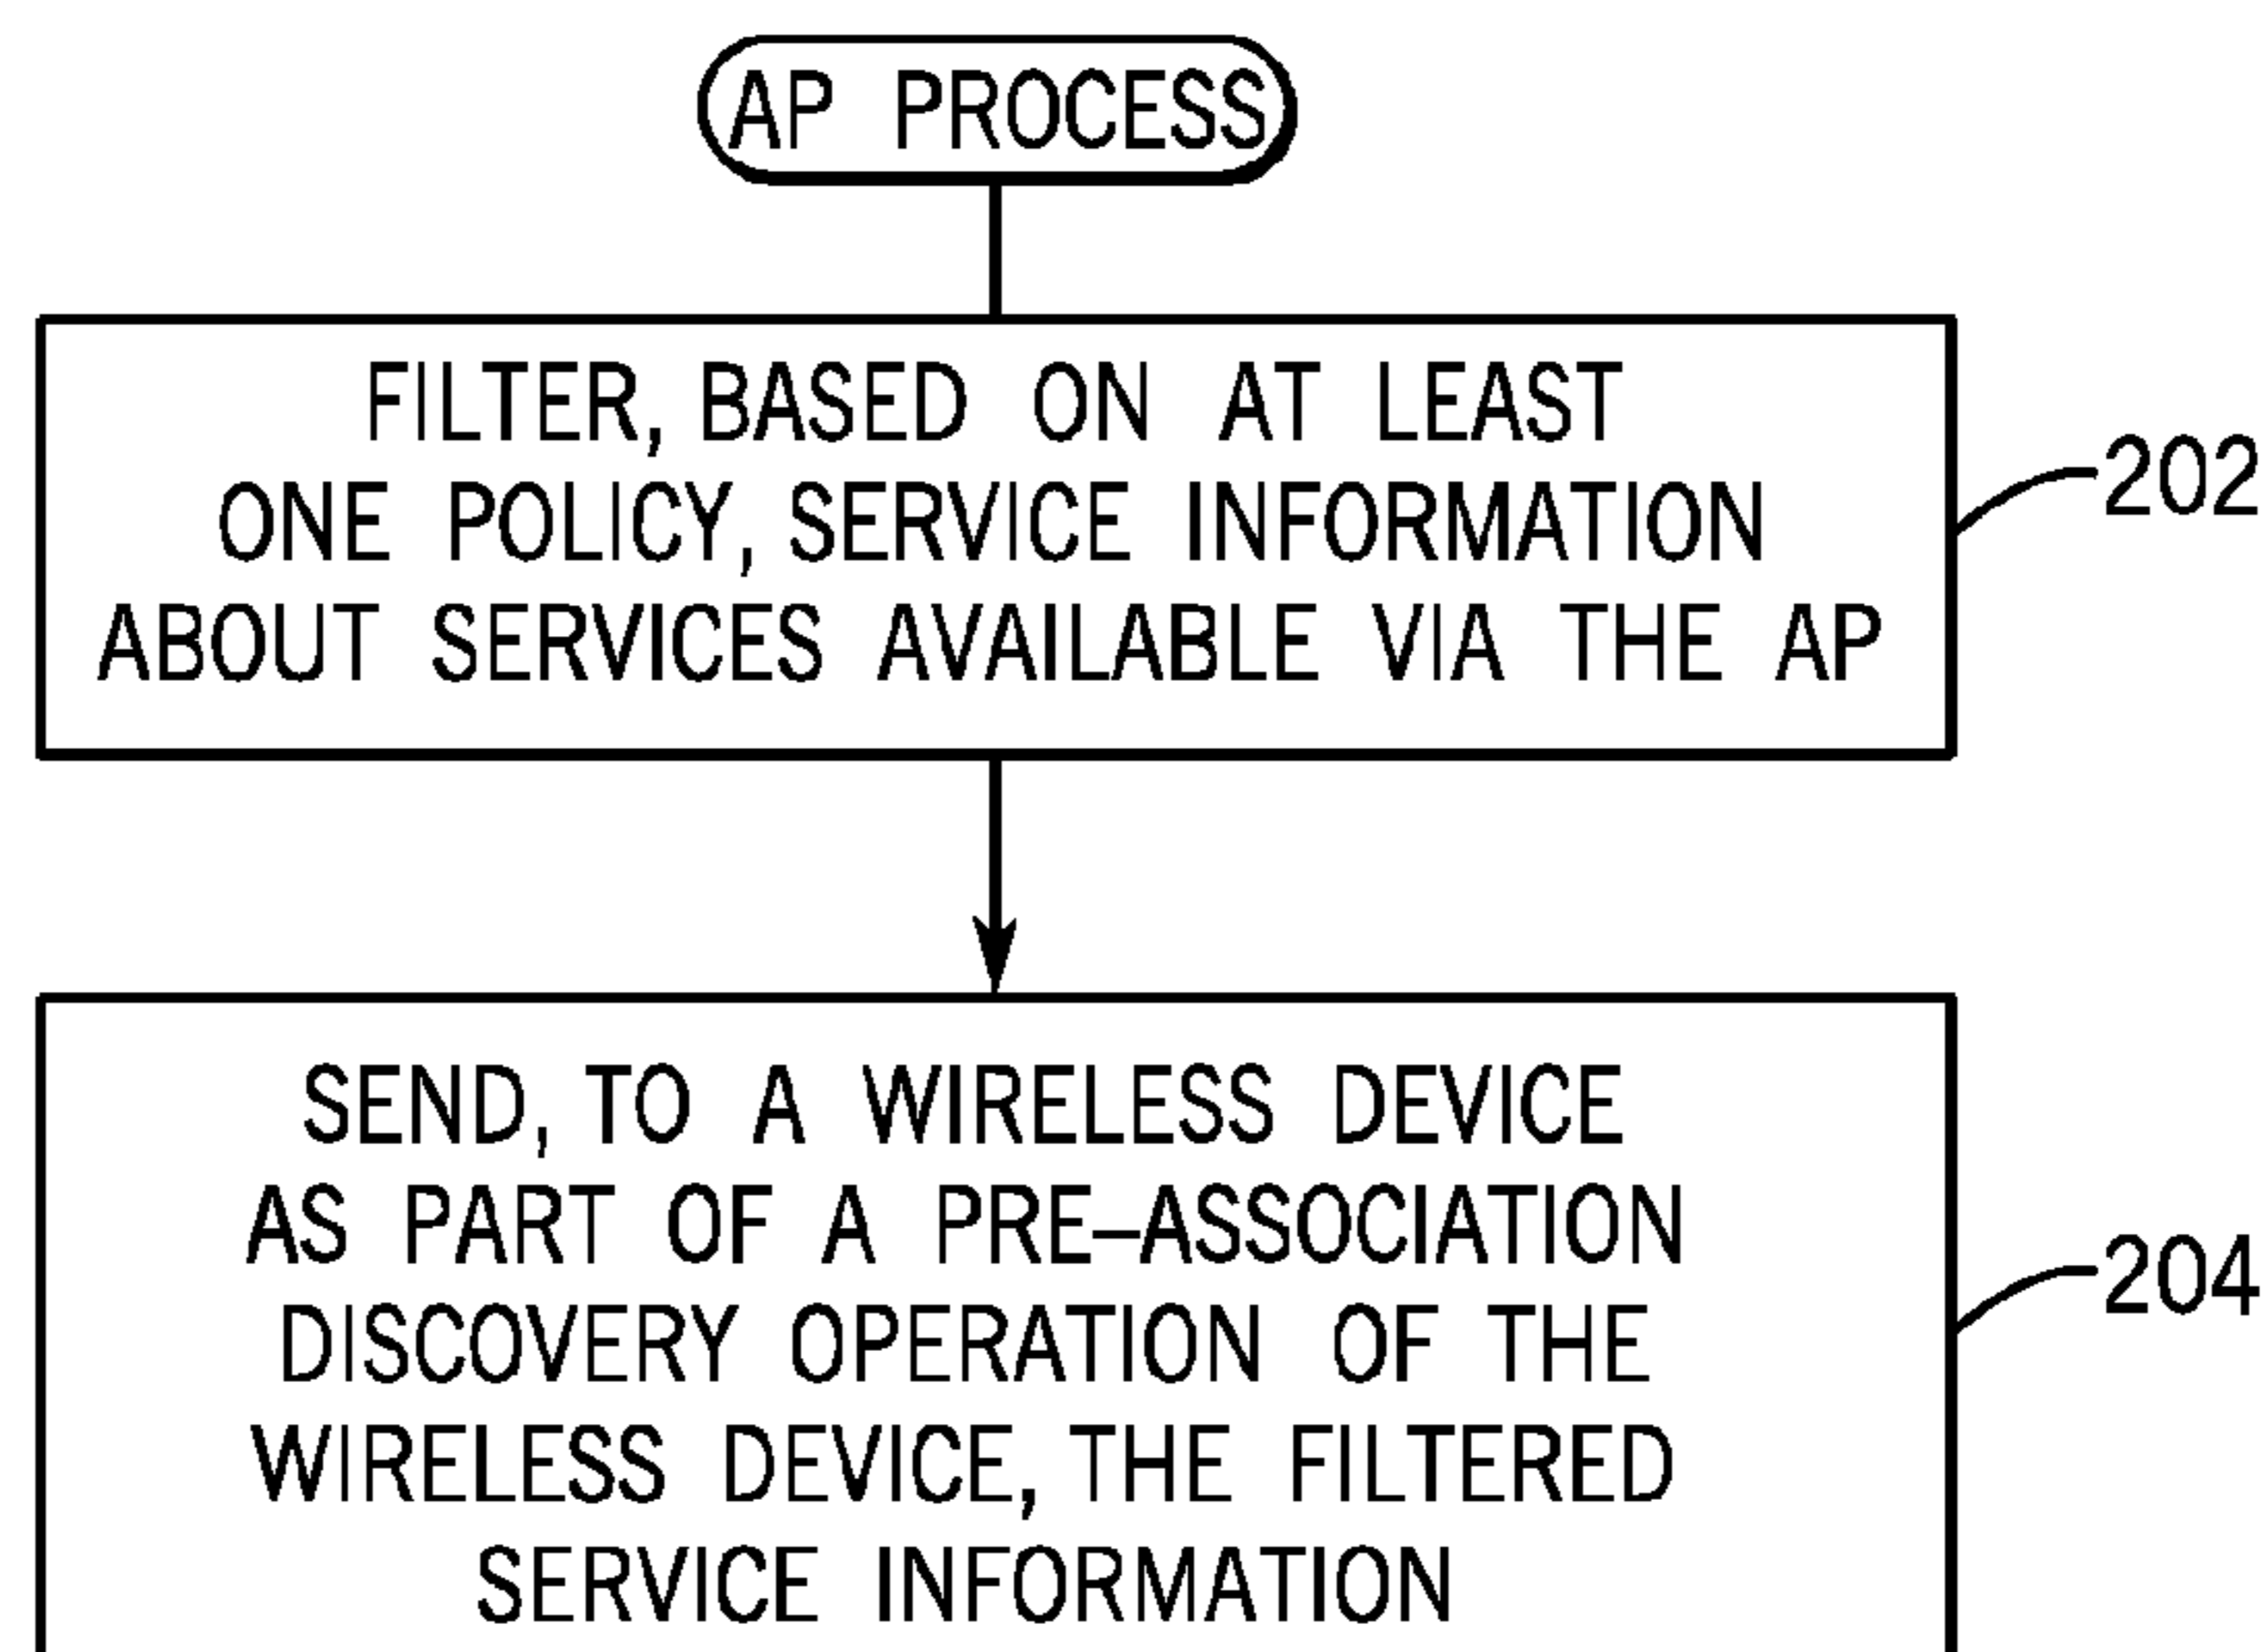 AP PROCESS
FILTER, BASED ON AT LEAST
ONE POLICY, SERVICE INFORMATION
ABOUT SERVICES AVAILABLE VIA THE AP
202
SEND, TO A WIRELESS DEVICE
AS PART OF A PRE–ASSOCIATION
DISCOVERY OPERATION OF THE
WIRELESS DEVICE, THE FILTERED
SERVICE INFORMATION
204